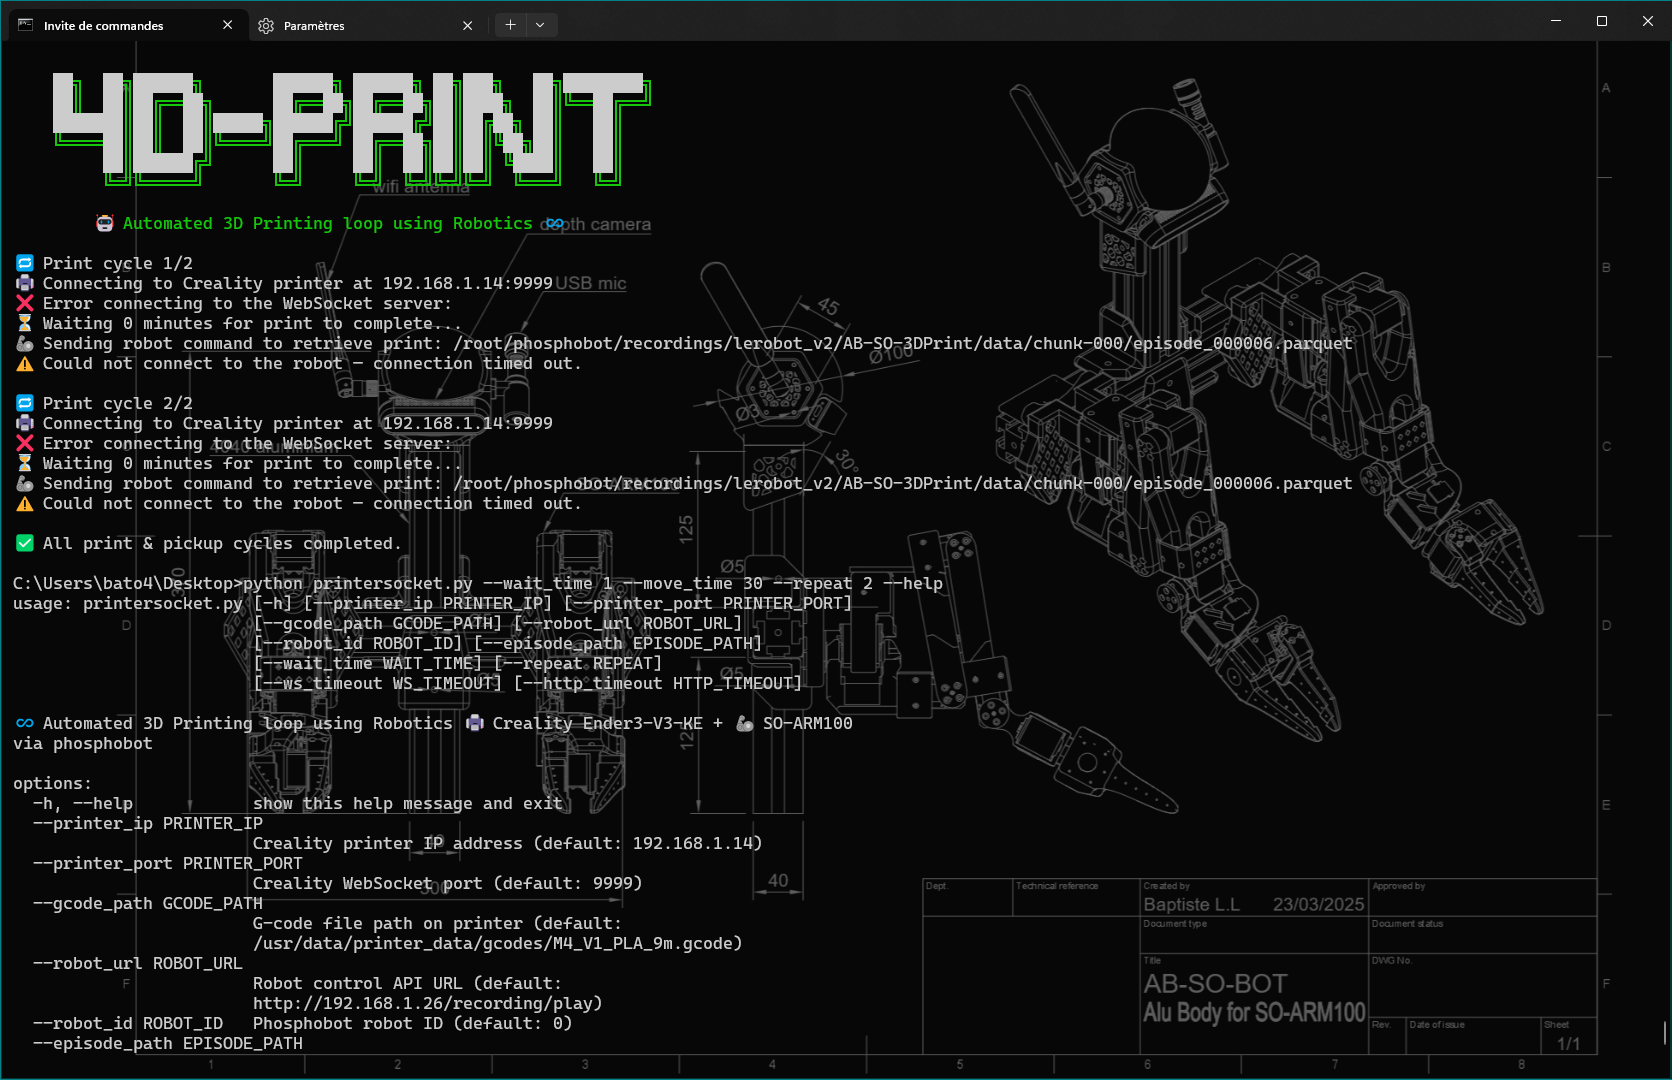 Invite de commandes
Paramètres
4D-PRINT
🤖 Automated 3D Printing loop using Robotics ♾️
🔁 Print cycle 1/2
🖨️ Connecting to Creality printer at 192.168.1.14:9999
❌ Error connecting to the WebSocket server:
⏳ Waiting 0 minutes for print to complete...
🦾 Sending robot command to retrieve print: /root/phosphobot/recordings/lerobot_v2/AB-SO-3DPrint/data/chunk-000/episode_000006.parquet
⚠️ Could not connect to the robot — connection timed out.
🔁 Print cycle 2/2
🖨️ Connecting to Creality printer at 192.168.1.14:9999
❌ Error connecting to the WebSocket server:
⏳ Waiting 0 minutes for print to complete...
🦾 Sending robot command to retrieve print: /root/phosphobot/recordings/lerobot_v2/AB-SO-3DPrint/data/chunk-000/episode_000006.parquet
⚠️ Could not connect to the robot — connection timed out.
✅ All print & pickup cycles completed.
C:\Users\bato4\Desktop>python printersocket.py --wait_time 1 --move_time 30 --repeat 2 --help
usage: printersocket.py [-h] [--printer_ip PRINTER_IP] [--printer_port PRINTER_PORT]
[--gcode_path GCODE_PATH] [--robot_url ROBOT_URL]
[--robot_id ROBOT_ID] [--episode_path EPISODE_PATH]
[--wait_time WAIT_TIME] [--repeat REPEAT]
[--ws_timeout WS_TIMEOUT] [--http_timeout HTTP_TIMEOUT]
♾️ Automated 3D Printing loop using Robotics 🖨️ Creality Ender3-V3-KE + 🦾 SO-ARM100
via phosphobot
options:
-h, --help show this help message and exit
--printer_ip PRINTER_IP
Creality printer IP address (default: 192.168.1.14)
--printer_port PRINTER_PORT
Creality WebSocket port (default: 9999)
--gcode_path GCODE_PATH
G-code file path on printer (default:
/usr/data/printer_data/gcodes/M4_V1_PLA_9m.gcode)
--robot_url ROBOT_URL
Robot control API URL (default:
http://192.168.1.26/recording/play)
--robot_id ROBOT_ID Phosphobot robot ID (default: 0)
--episode_path EPISODE_PATH
wifi antenna
depth camera
USB mic
4040 aluminium
45
Ø100
Ø3
30°
125
Ø5
Ø5
40
300
40
A
B
C
D
E
F
D
F
1 2 3 4 5 6 7 8
Dept.
Technical reference
Created by
Baptiste L.L 23/03/2025
Approved by
Document type
Document status
Title
AB-SO-BOT
Alu Body for SO-ARM100
DWG No.
Rev.
Date of issue
Sheet
1/1